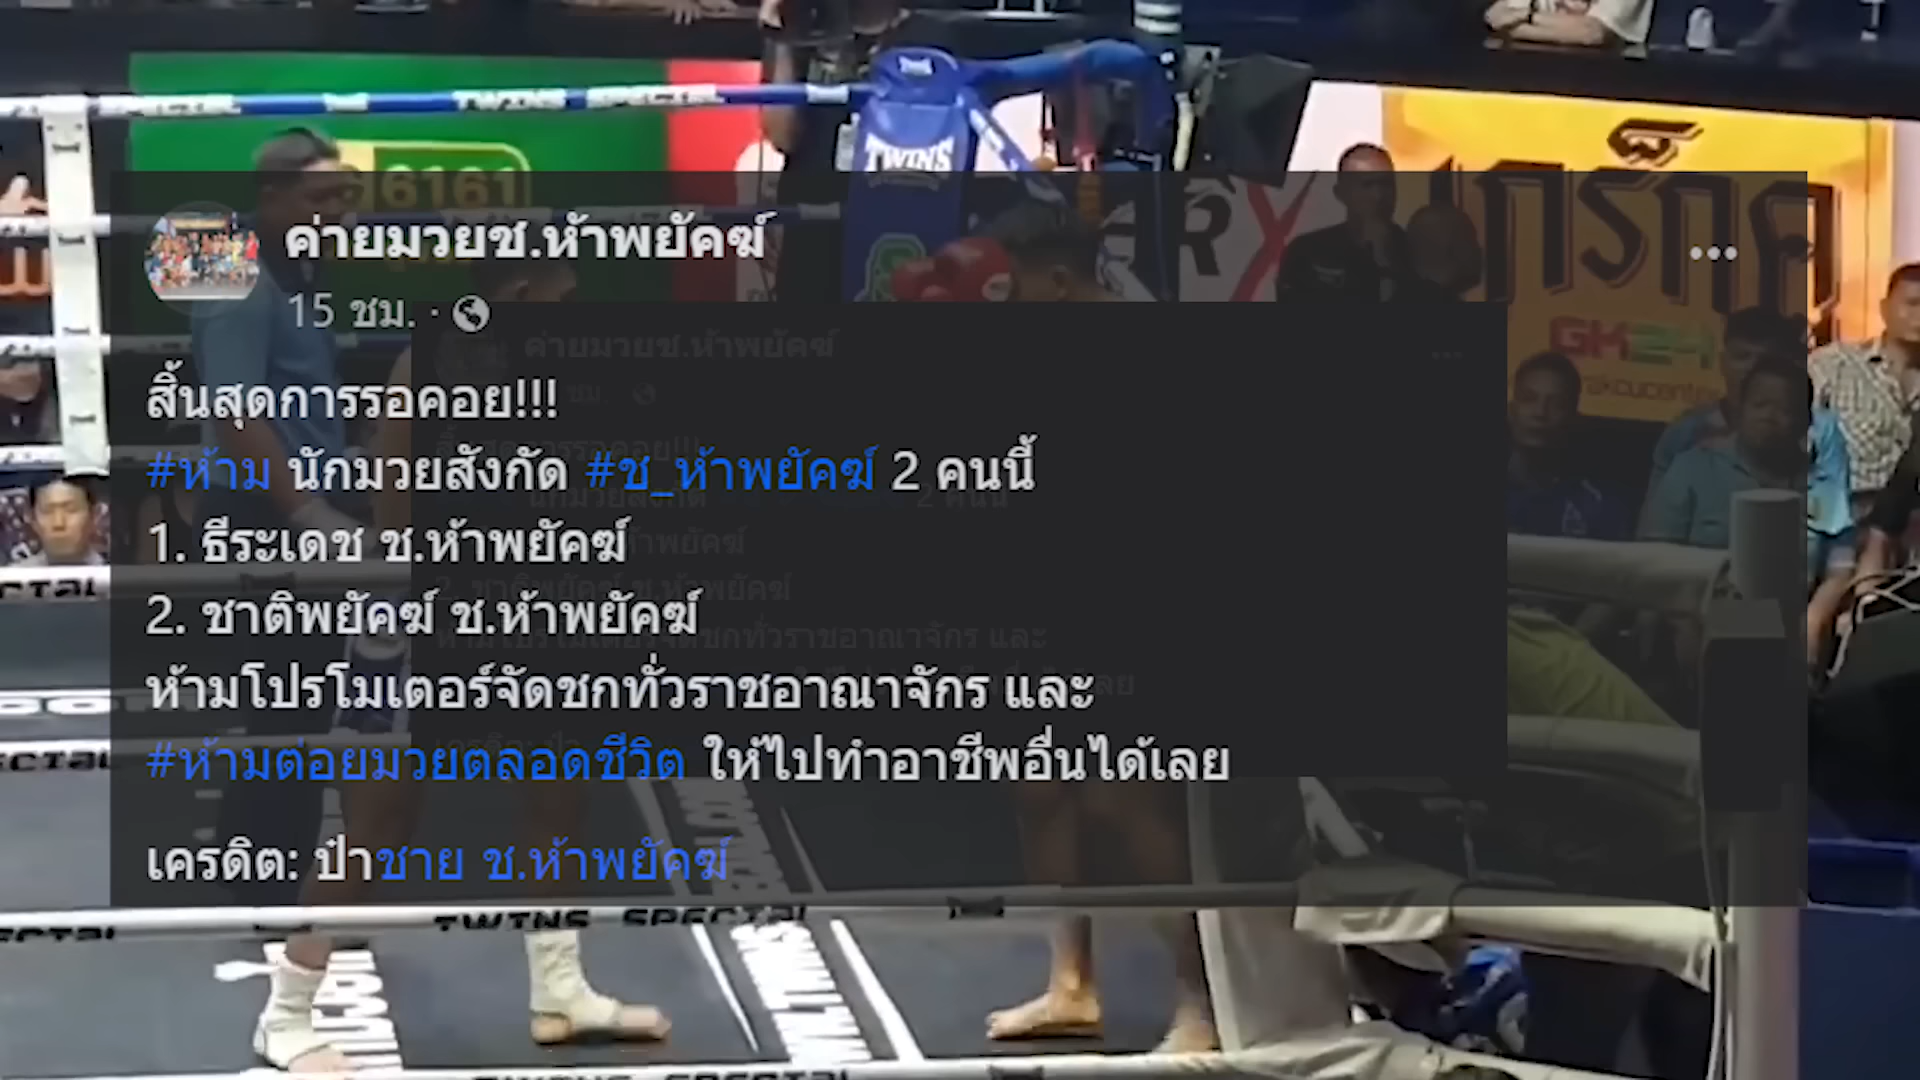 TWINS SPECIAL
6161
TWINS
RX
GK24
ค่ายมวยช.ห้าพยัคฆ์
15 ชม. ·
สิ้นสุดการรอคอย!!!
#ห้าม นักมวยสังกัด #ช_ห้าพยัคฆ์ 2 คนนี้
1. ธีระเดช ช.ห้าพยัคฆ์
2. ชาติพยัคฆ์ ช.ห้าพยัคฆ์
ห้ามโปรโมเตอร์จัดชกทั่วราชอาณาจักร และ
#ห้ามต่อยมวยตลอดชีวิต ให้ไปทำอาชีพอื่นได้เลย
เครดิต: ป๋าชาย ช.ห้าพยัคฆ์
TWINS SPECIAL